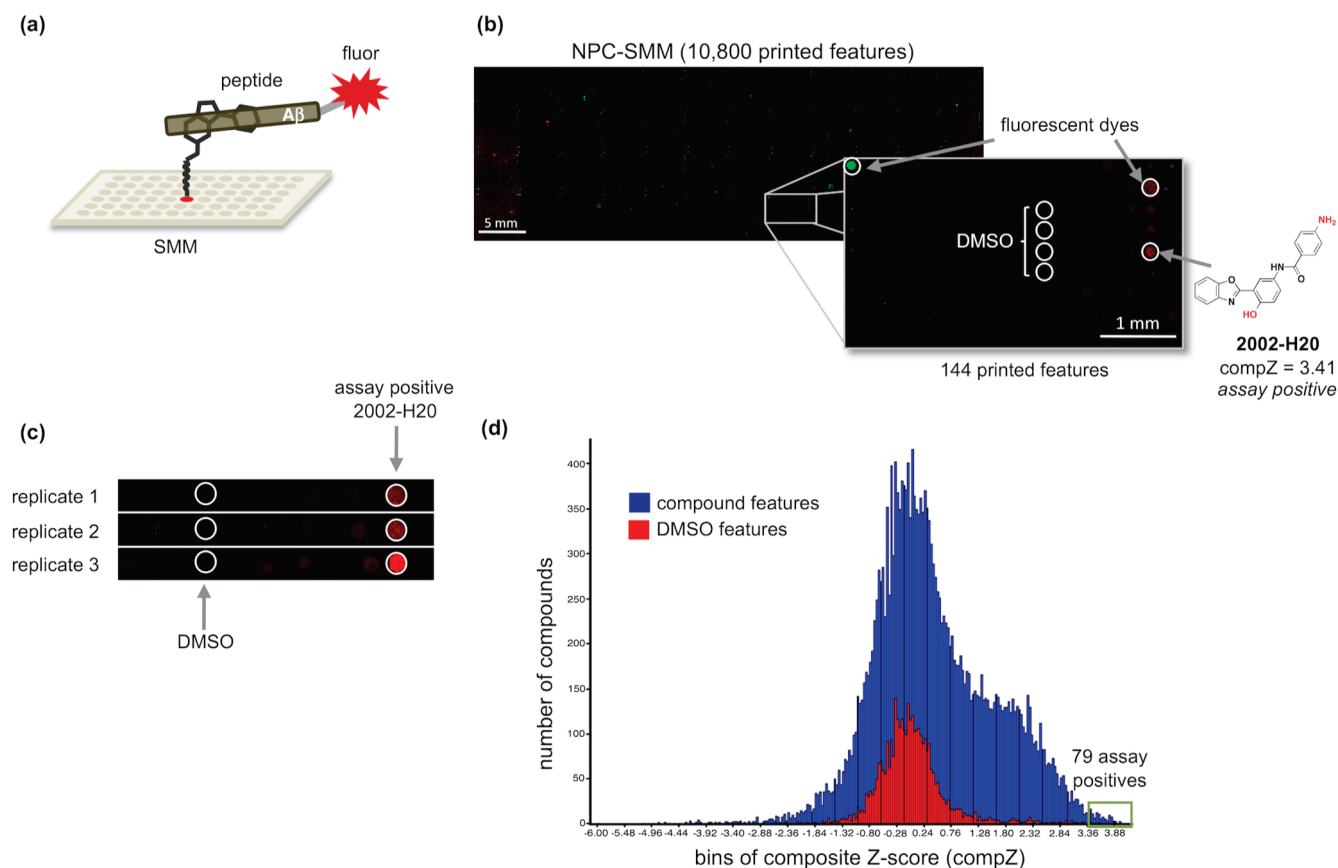 (a)
fluor
peptide
Aβ
SMM
(b)
NPC-SMM (10,800 printed features)
fluorescent dyes
5 mm
DMSO
1 mm
144 printed features
NH₂
HN
O
O
N
HO
2002-H20
compZ = 3.41
assay positive
(c)
assay positive
2002-H20
replicate 1
replicate 2
replicate 3
DMSO
(d)
400
350
300
250
200
150
100
50
0
number of compounds
compound features
DMSO features
79 assay
positives
-6.00 -5.48 -4.96 -4.44 -3.92 -3.40 -2.88 -2.36 -1.84 -1.32 -0.80 -0.28 0.24 0.76 1.28 1.80 2.32 2.84 3.36 3.88
bins of composite Z-score (compZ)